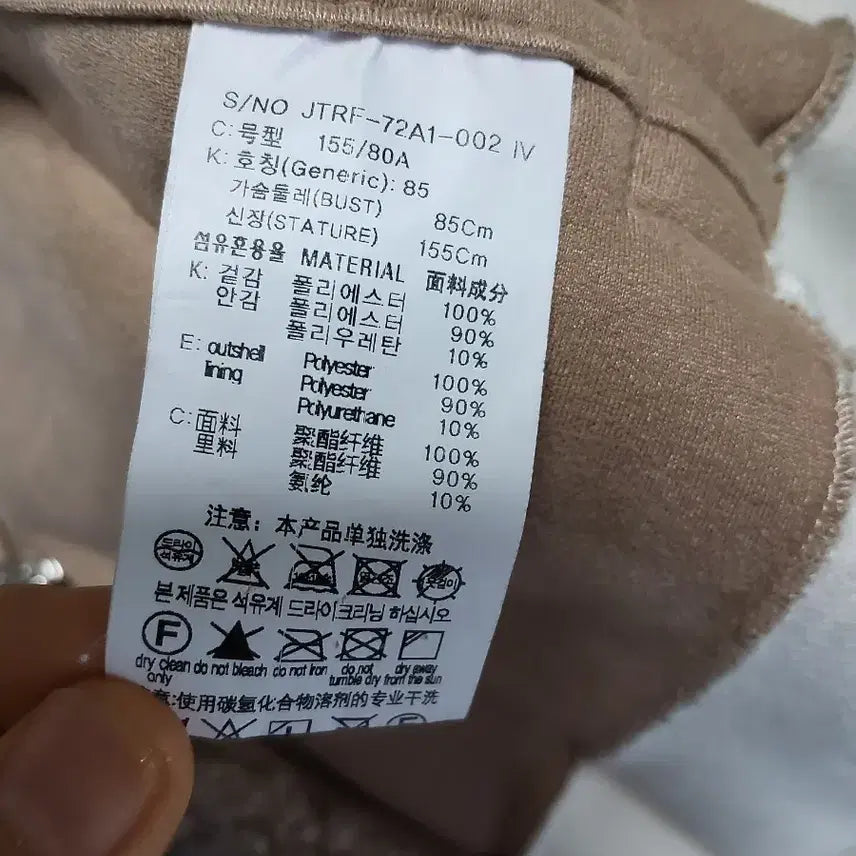 S/NO JTRF-72A1-002 IV
C: 号型 155/80A
K: 호칭(Generic): 85
가슴둘레(BUST) 85Cm
신장(STATURE) 155Cm
섬유혼용율 MATERIAL 面料成分
K: 겉감 폴리에스터 100%
안감 폴리에스터 90%
폴리우레탄 10%
E: outshell Polyester 100%
lining Polyester 90%
Polyurethane 10%
C: 面料 聚酯纤维 100%
里料 聚酯纤维 90%
氨纶 10%
注意: 本产品单独洗涤
드라이 석유계
본 제품은 석유계 드라이크리닝 하십시오
F
dry clean only do not bleach do not iron do not tumble dry dry away from the sun
:使用碳氢化合物溶剂的专业干洗